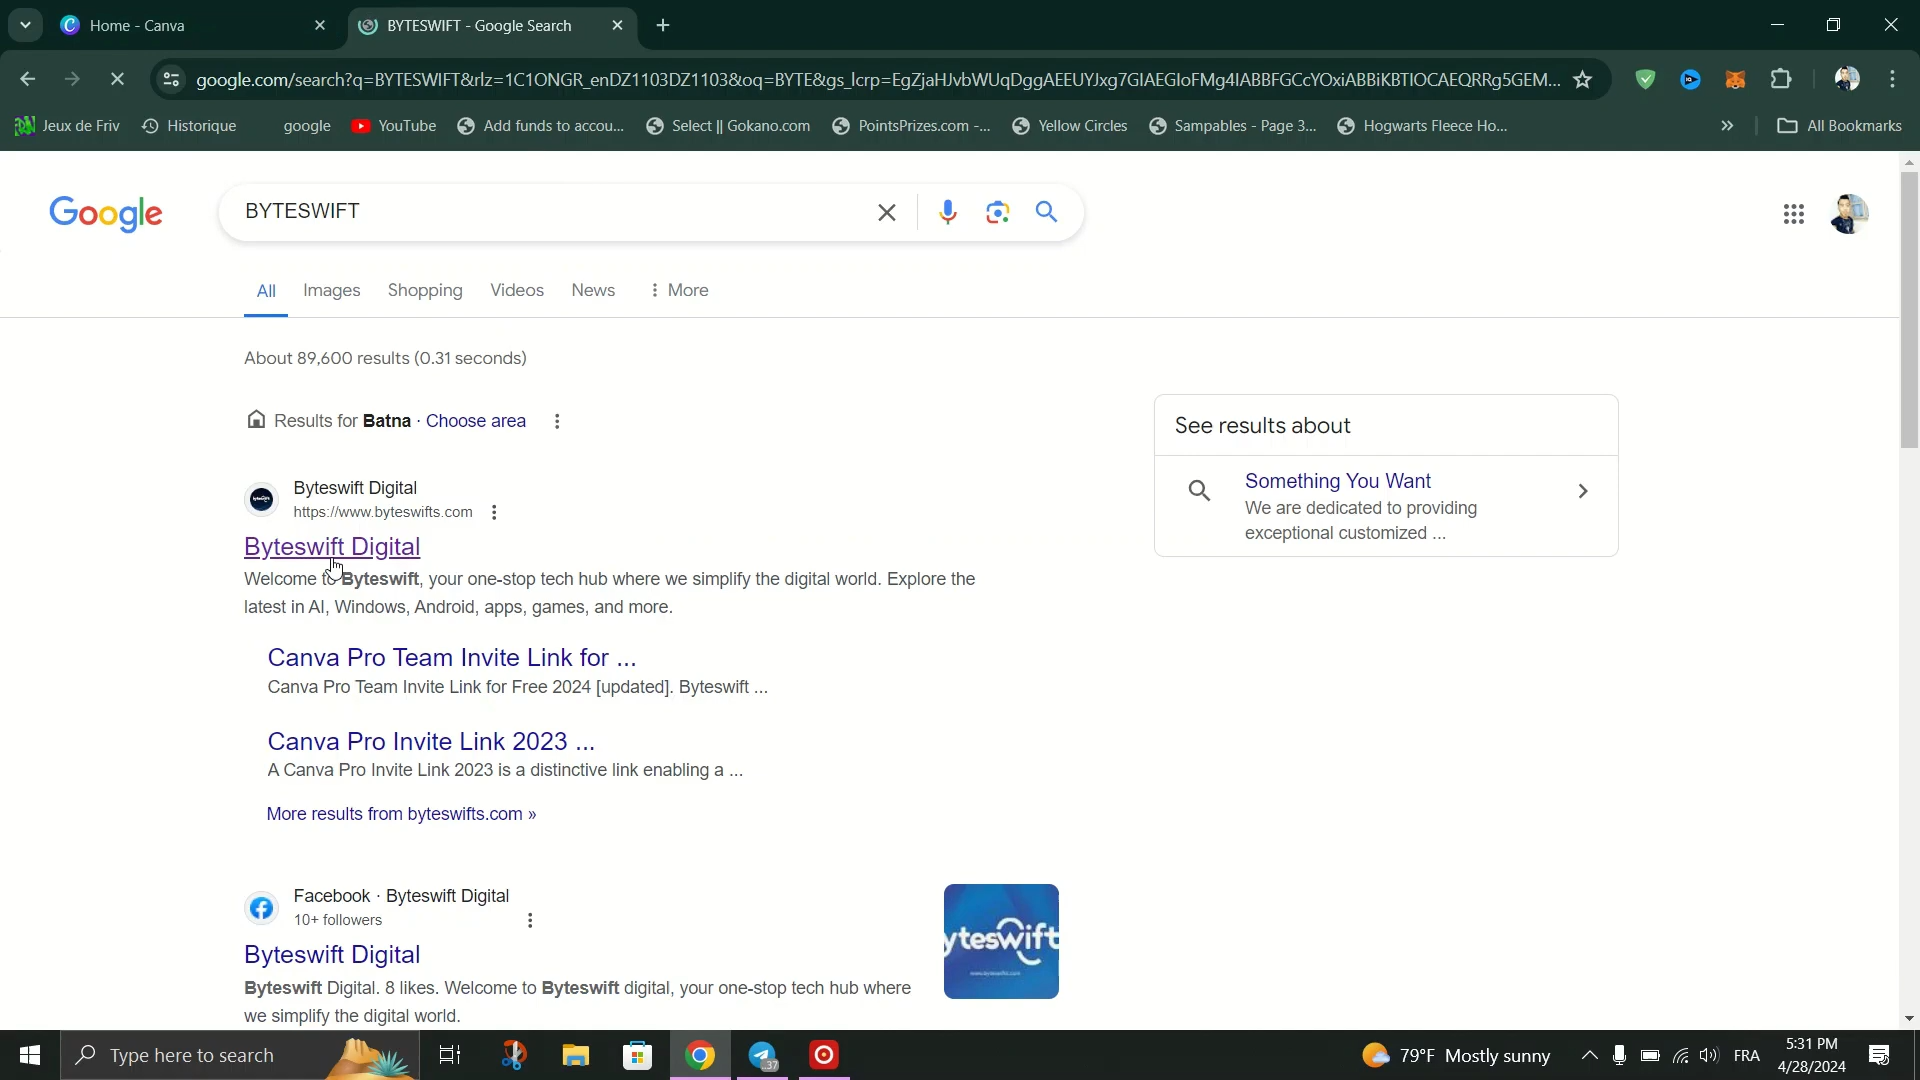 Home - Canva
BYTESWIFT - Google Search
google.com/search?q=BYTESWIFT&rlz=1C1ONGR_enDZ1103DZ1103&oq=BYTE&gs_lcrp=EgZjaHJvbWUqDggAEEUYJxg7GIAEGIoFMg4IABBFGCcYOxiABBiKBTIOCAEQRRg5GEM...
Jeux de Friv
Historique
google
YouTube
Add funds to accou...
Select || Gokano.com
PointsPrizes.com -...
Yellow Circles
Sampables - Page 3...
Hogwarts Fleece Ho...
All Bookmarks
Google
BYTESWIFT
All Images Shopping Videos News More
About 89,600 results (0.31 seconds)
Results for Batna · Choose area
See results about
Something You Want
We are dedicated to providing
exceptional customized ...
Byteswift Digital
https://www.byteswifts.com
Byteswift Digital
Welcome to Byteswift, your one-stop tech hub where we simplify the digital world. Explore the
latest in AI, Windows, Android, apps, games, and more.
Canva Pro Team Invite Link for ...
Canva Pro Team Invite Link for Free 2024 [updated]. Byteswift ...
Canva Pro Invite Link 2023 ...
A Canva Pro Invite Link 2023 is a distinctive link enabling a ...
More results from byteswifts.com »
Facebook · Byteswift Digital
10+ followers
Byteswift Digital
Byteswift Digital. 8 likes. Welcome to Byteswift digital, your one-stop tech hub where
we simplify the digital world.
yteswift
Type here to search
37
79°F Mostly sunny
FRA
5:31 PM
4/28/2024